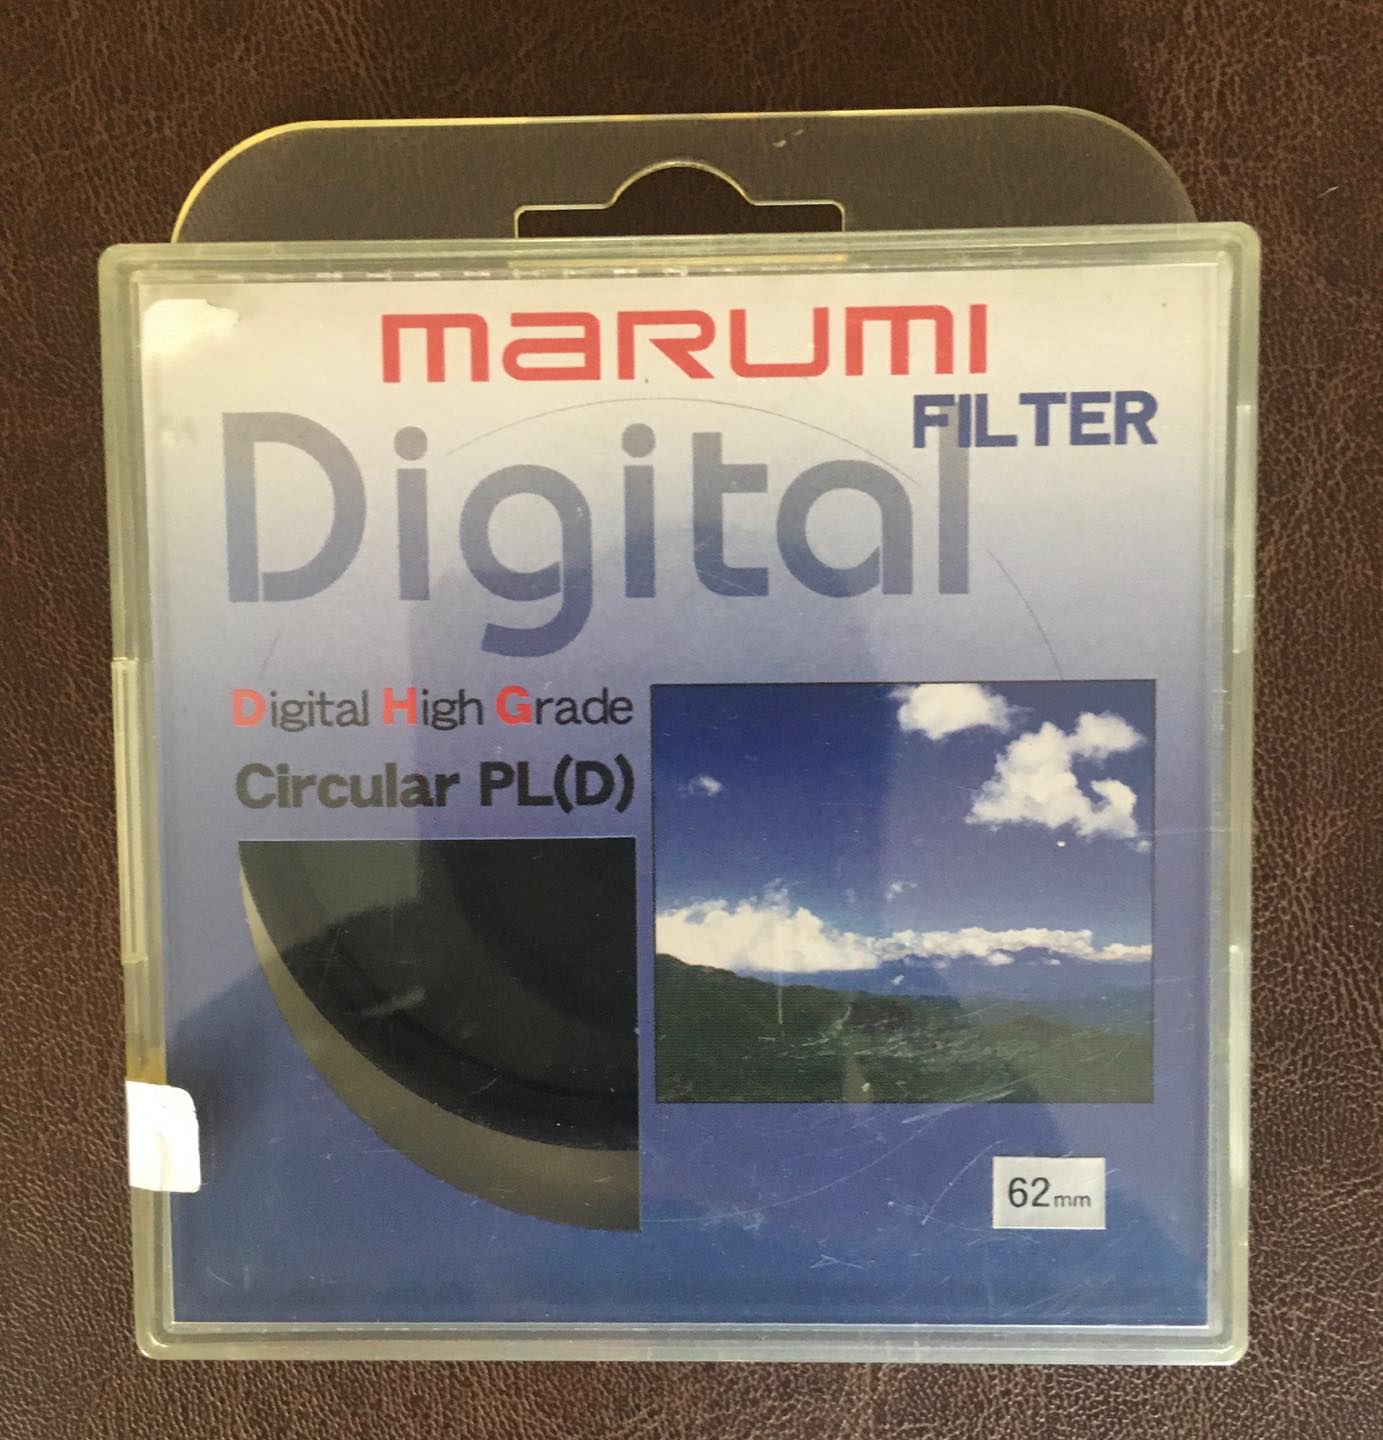 marumi
FILTER
Digital
Digital High Grade
Circular PL(D)
62mm